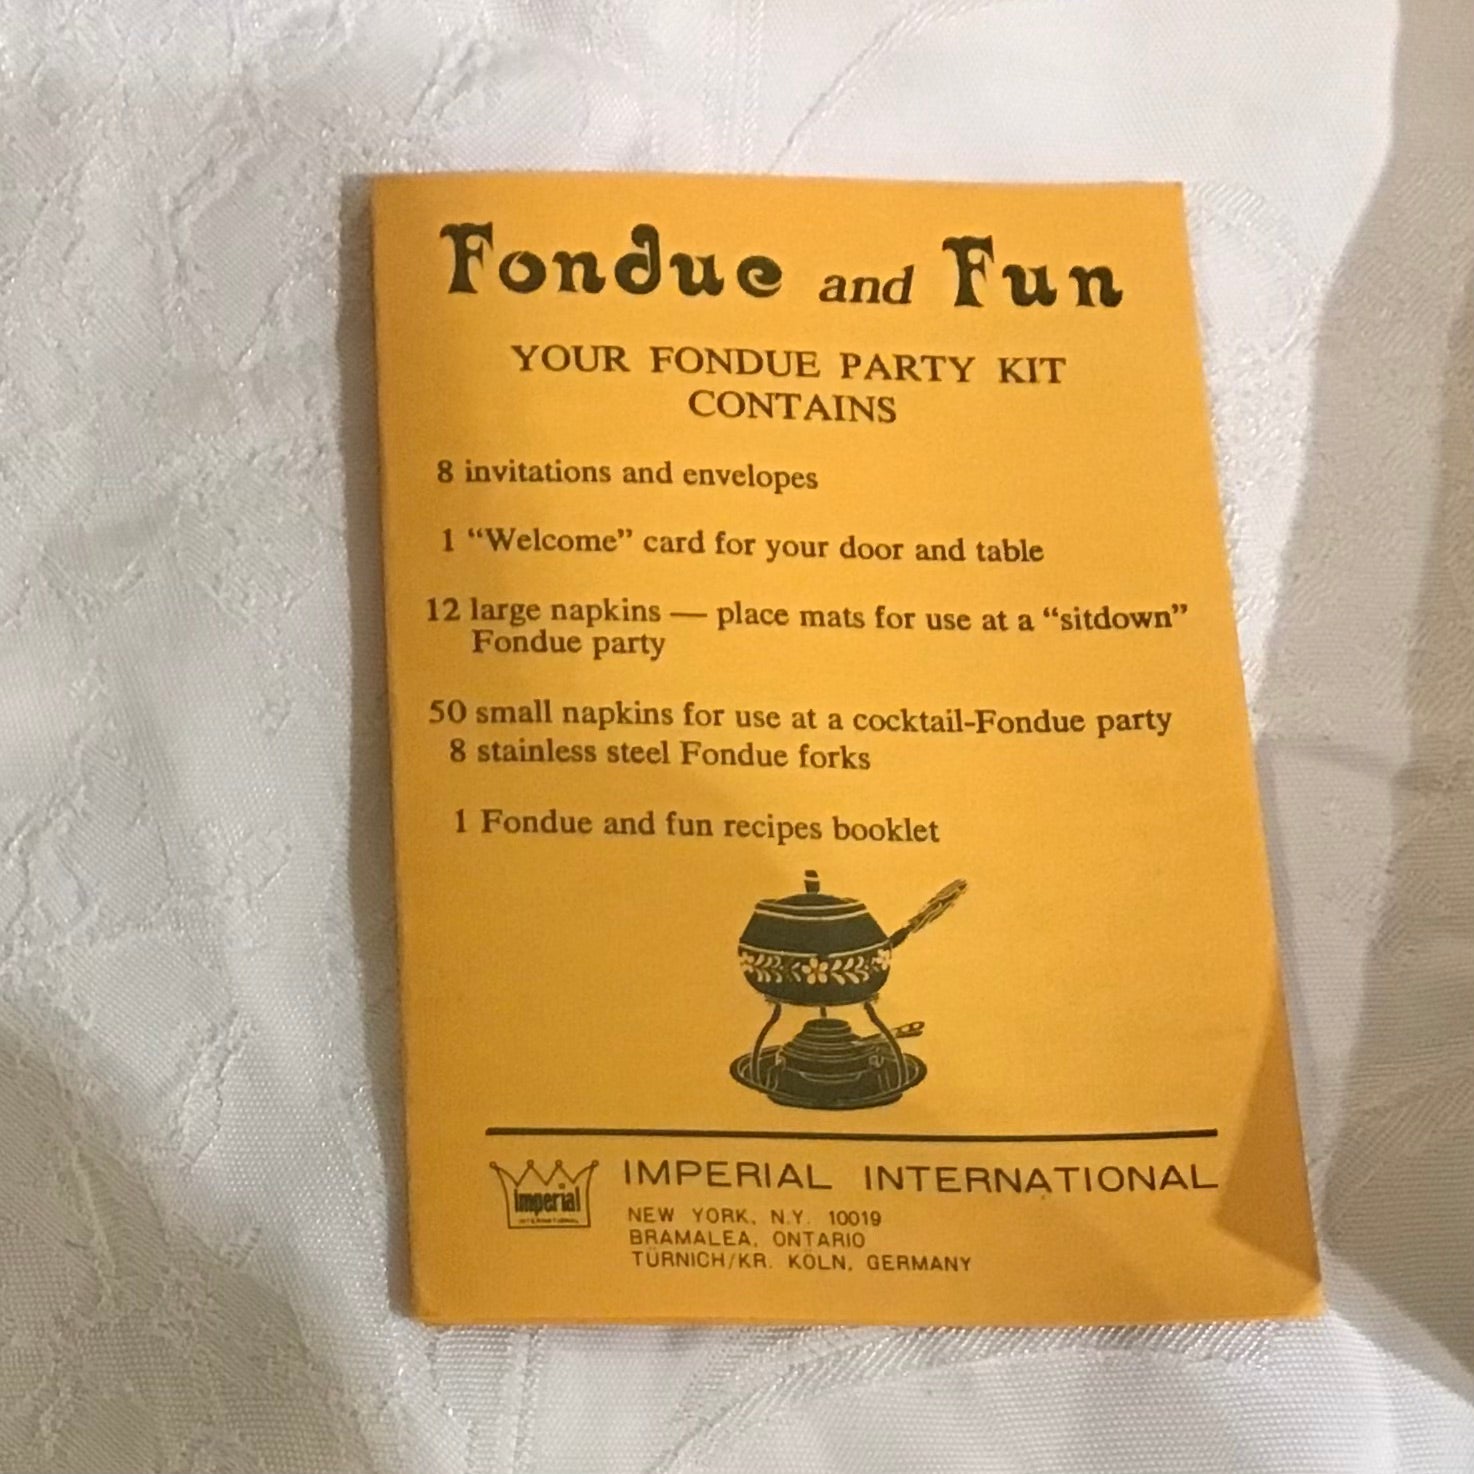 Fondue and Fun
YOUR FONDUE PARTY KIT
CONTAINS
8 invitations and envelopes
1 “Welcome” card for your door and table
12 large napkins — place mats for use at a “sitdown”
Fondue party
50 small napkins for use at a cocktail-Fondue party
8 stainless steel Fondue forks
1 Fondue and fun recipes booklet
imperial
INTERNATIONAL
IMPERIAL INTERNATIONAL
NEW YORK, N.Y. 10019
BRAMALEA, ONTARIO
TÜRNICH/KR. KÖLN, GERMANY